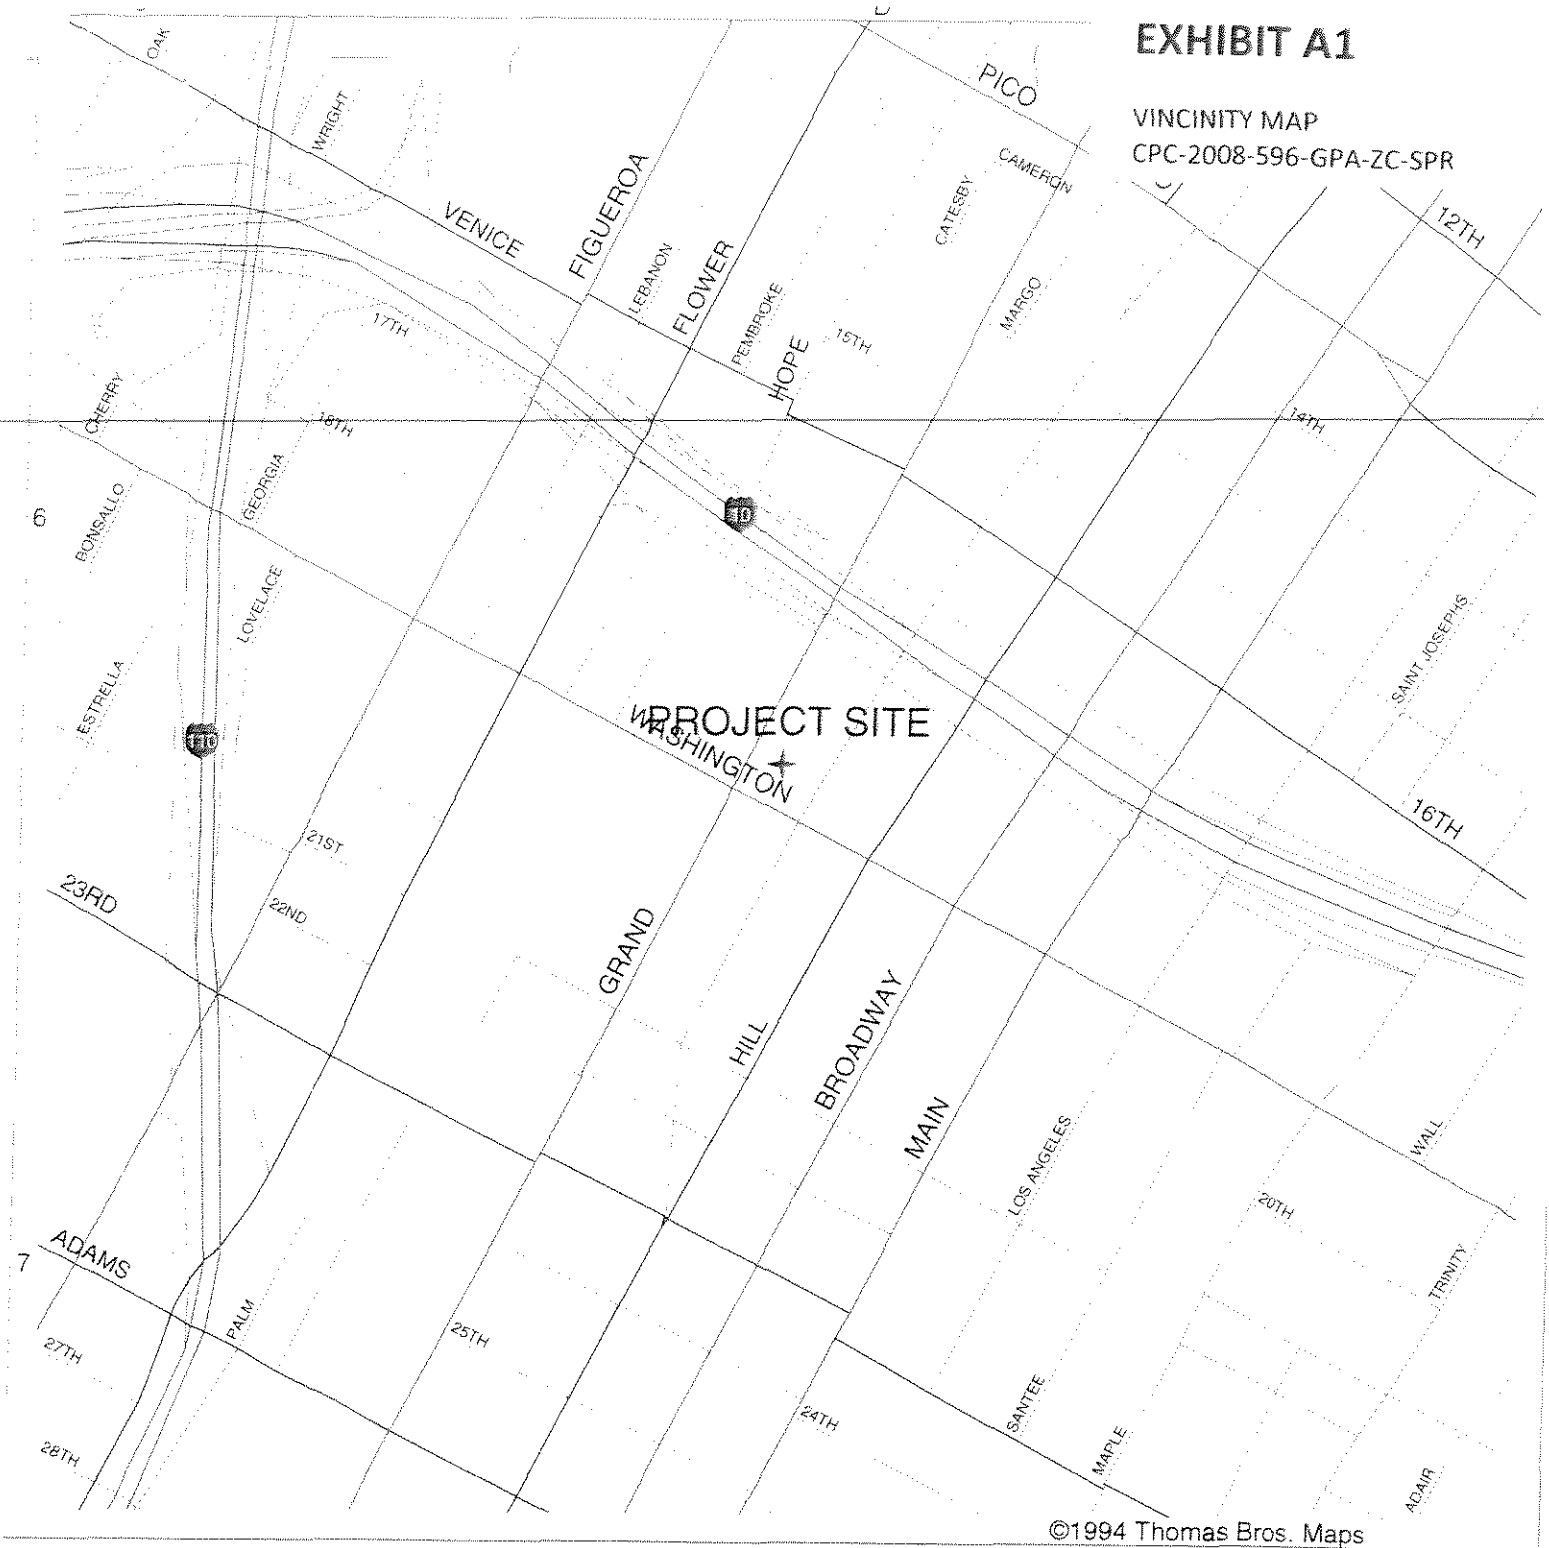 EXHIBIT A1
VINCINITY MAP
CPC-2008-596-GPA-ZC-SPR
OAK
WRIGHT
PICO
CAMERON
CATESBY
12TH
VENICE
FIGUEROA
LEBANON
FLOWER
PEMBROKE
HOPE
15TH
MARGO
17TH
CHERRY
18TH
14TH
GEORGIA
BONSALLO
6
10
LOVELACE
SAINT JOSEPHS
ESTRELLA
PROJECT SITE
WASHINGTON
110
16TH
21ST
23RD
22ND
GRAND
HILL
BROADWAY
MAIN
LOS ANGELES
WALL
20TH
ADAMS
7
TRINITY
PALM
25TH
27TH
SANTEE
24TH
MAPLE
28TH
ADAIR
©1994 Thomas Bros. Maps